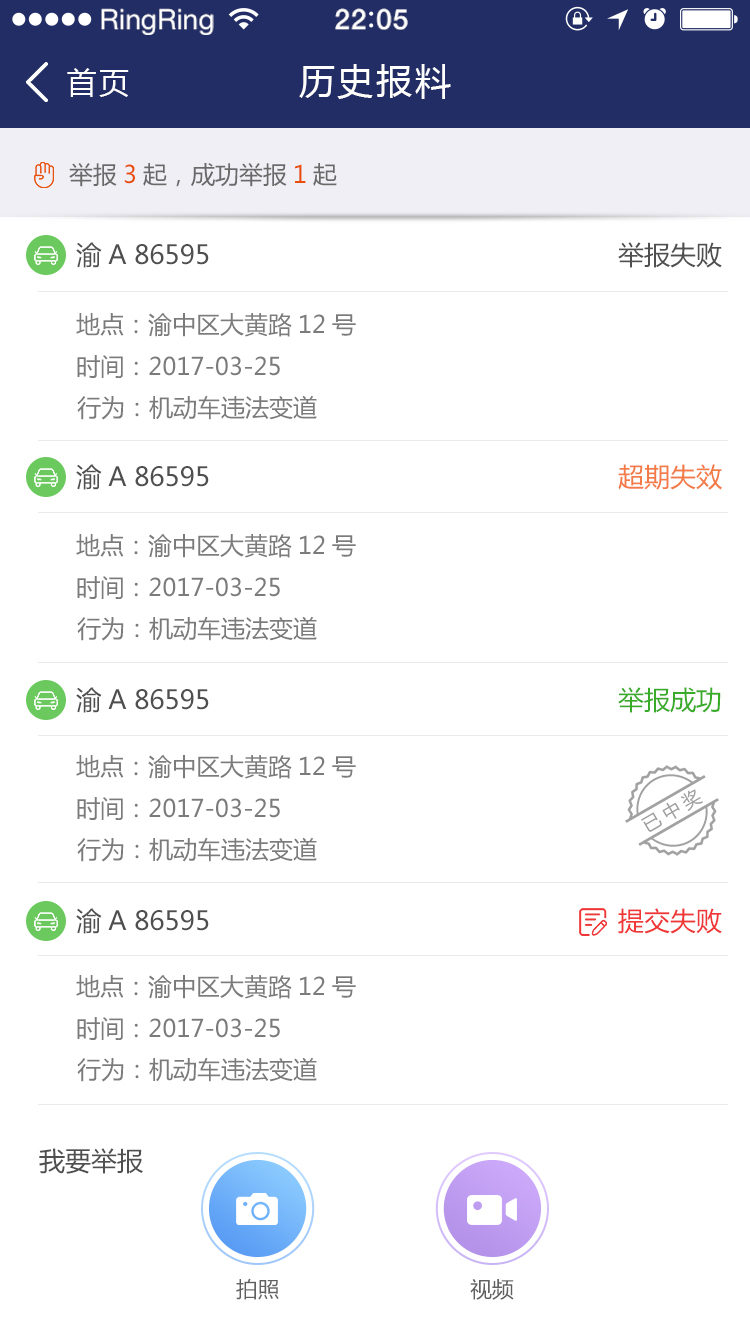 RingRing 22:05
首页 历史报料
举报 3 起，成功举报 1 起
渝 A 86595 举报失败
地点：渝中区大黄路 12 号
时间：2017-03-25
行为：机动车违法变道
渝 A 86595 超期失效
地点：渝中区大黄路 12 号
时间：2017-03-25
行为：机动车违法变道
渝 A 86595 举报成功
地点：渝中区大黄路 12 号
时间：2017-03-25
行为：机动车违法变道
已中奖
渝 A 86595 提交失败
地点：渝中区大黄路 12 号
时间：2017-03-25
行为：机动车违法变道
我要举报
拍照 视频